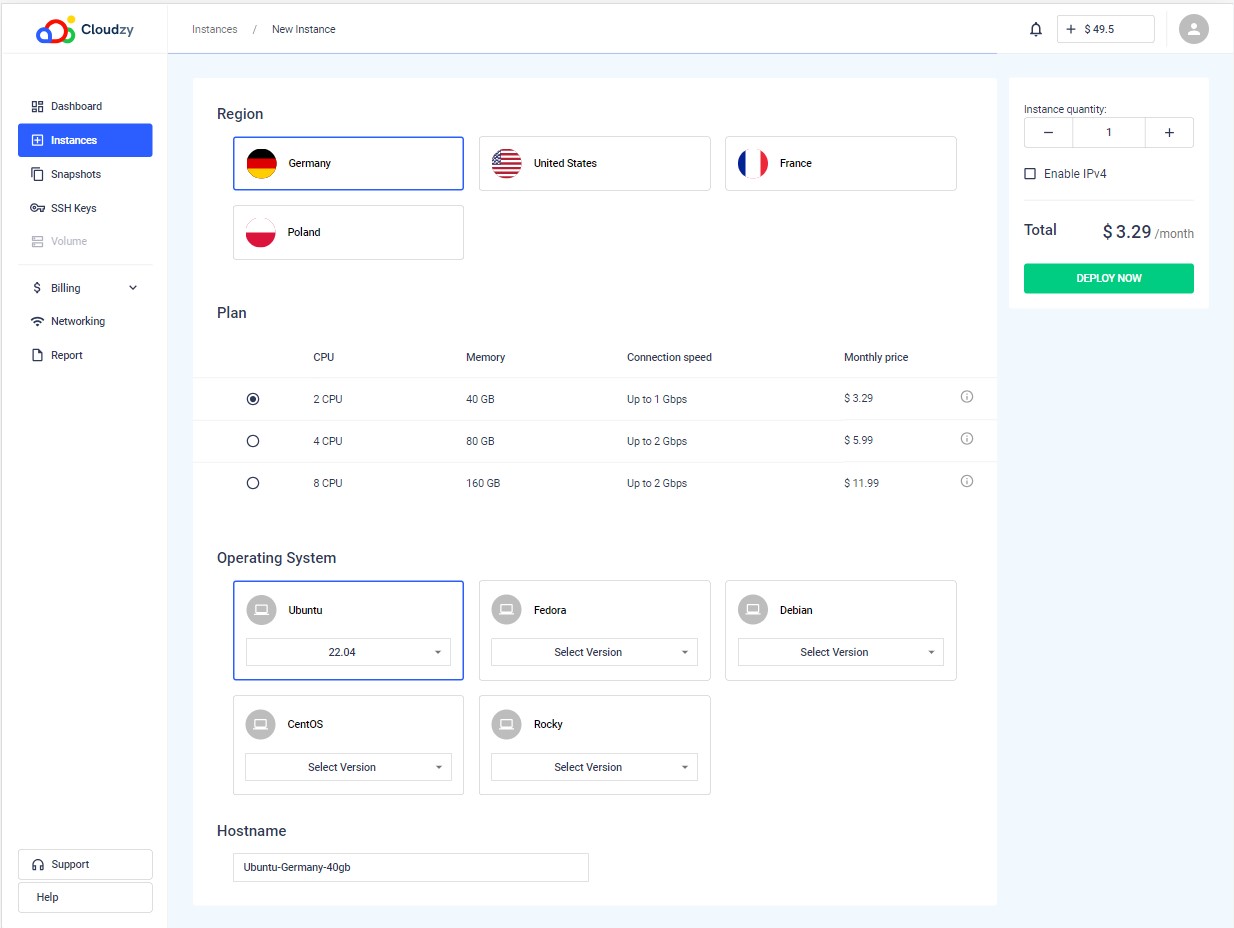 Cloudzy
Instances / New Instance
+ $ 49.5
Dashboard
Instances
Snapshots
SSH Keys
Volume
$ Billing
Networking
Report
Support
Help
Region
Germany
United States
France
Poland
Plan
CPU Memory Connection speed Monthly price
2 CPU 40 GB Up to 1 Gbps $ 3.29
4 CPU 80 GB Up to 2 Gbps $ 5.99
8 CPU 160 GB Up to 2 Gbps $ 11.99
Operating System
Ubuntu
22.04
Fedora
Select Version
Debian
Select Version
CentOS
Select Version
Rocky
Select Version
Hostname
Ubuntu-Germany-40gb
Instance quantity:
− 1 +
Enable IPv4
Total $ 3.29 /month
DEPLOY NOW